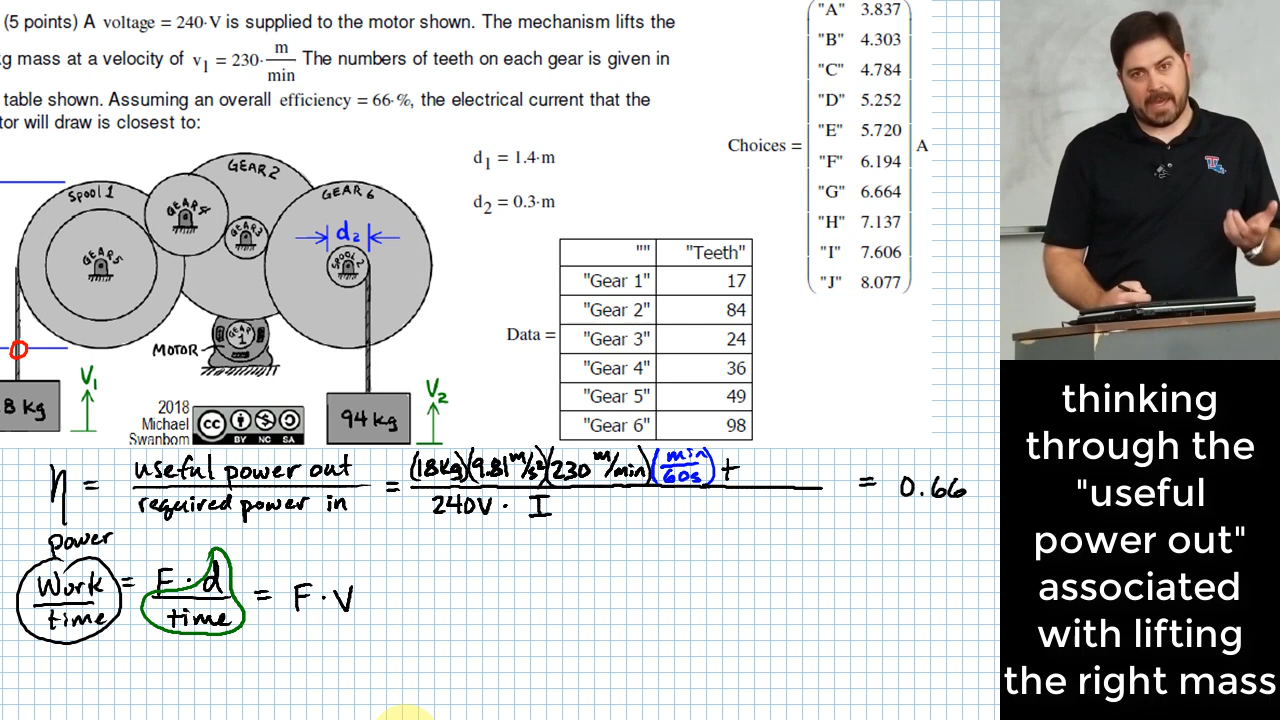 (5 points) A voltage = 240·V is supplied to the motor shown. The mechanism lifts the
kg mass at a velocity of v1 = 230· m/min The numbers of teeth on each gear is given in
table shown. Assuming an overall efficiency = 66·%, the electrical current that the
tor will draw is closest to:
d1 = 1.4·m
d2 = 0.3·m
Choices =
"A" 3.837
"B" 4.303
"C" 4.784
"D" 5.252
"E" 5.720
"F" 6.194
"G" 6.664
"H" 7.137
"I" 7.606
"J" 8.077
A
SPOOL 1
GEAR 5
GEAR 4
GEAR 2
GEAR 3
GEAR 6
d2
SPOOL 2
GEAR 1
MOTOR
8 kg
V1
94 kg
V2
2018
Michael
Swanbom
cc
BY NC SA
Data =
"" "Teeth"
"Gear 1" 17
"Gear 2" 84
"Gear 3" 24
"Gear 4" 36
"Gear 5" 49
"Gear 6" 98
η = useful power out / required power in = (18kg)(9.81 m/s²)(230 m/min)(min/60s) + / 240V · I = 0.66
power
Work/time = F·d/time = F·V
thinking
through the
"useful
power out"
associated
with lifting
the right mass